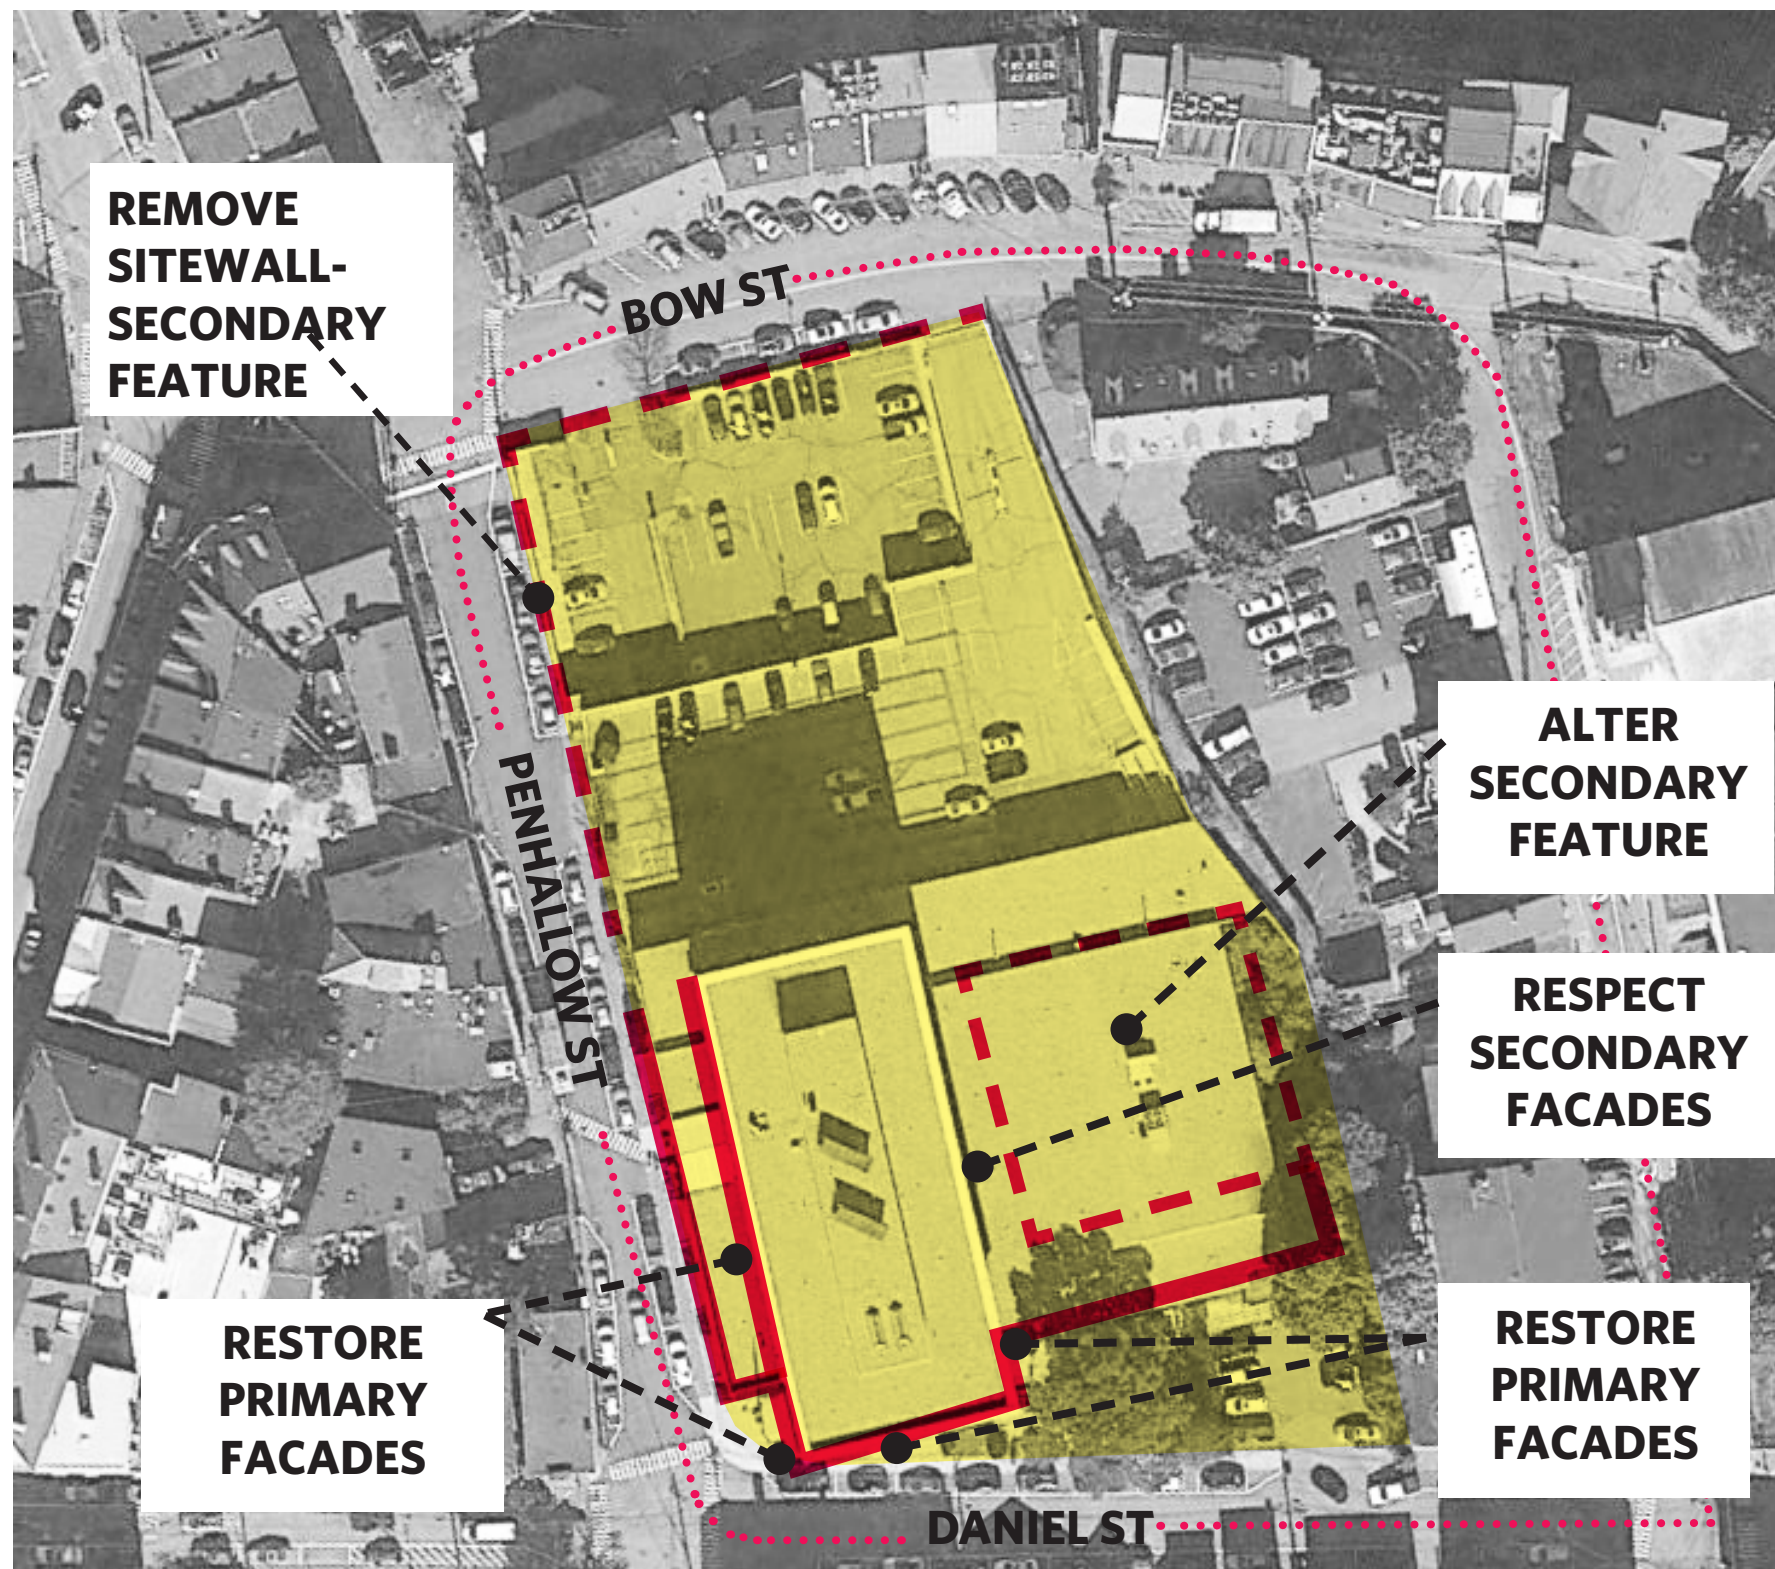 REMOVE
SITEWALL-
SECONDARY
FEATURE
BOW ST
PENHALLOW ST
ALTER
SECONDARY
FEATURE
RESPECT
SECONDARY
FACADES
RESTORE
PRIMARY
FACADES
RESTORE
PRIMARY
FACADES
DANIEL ST